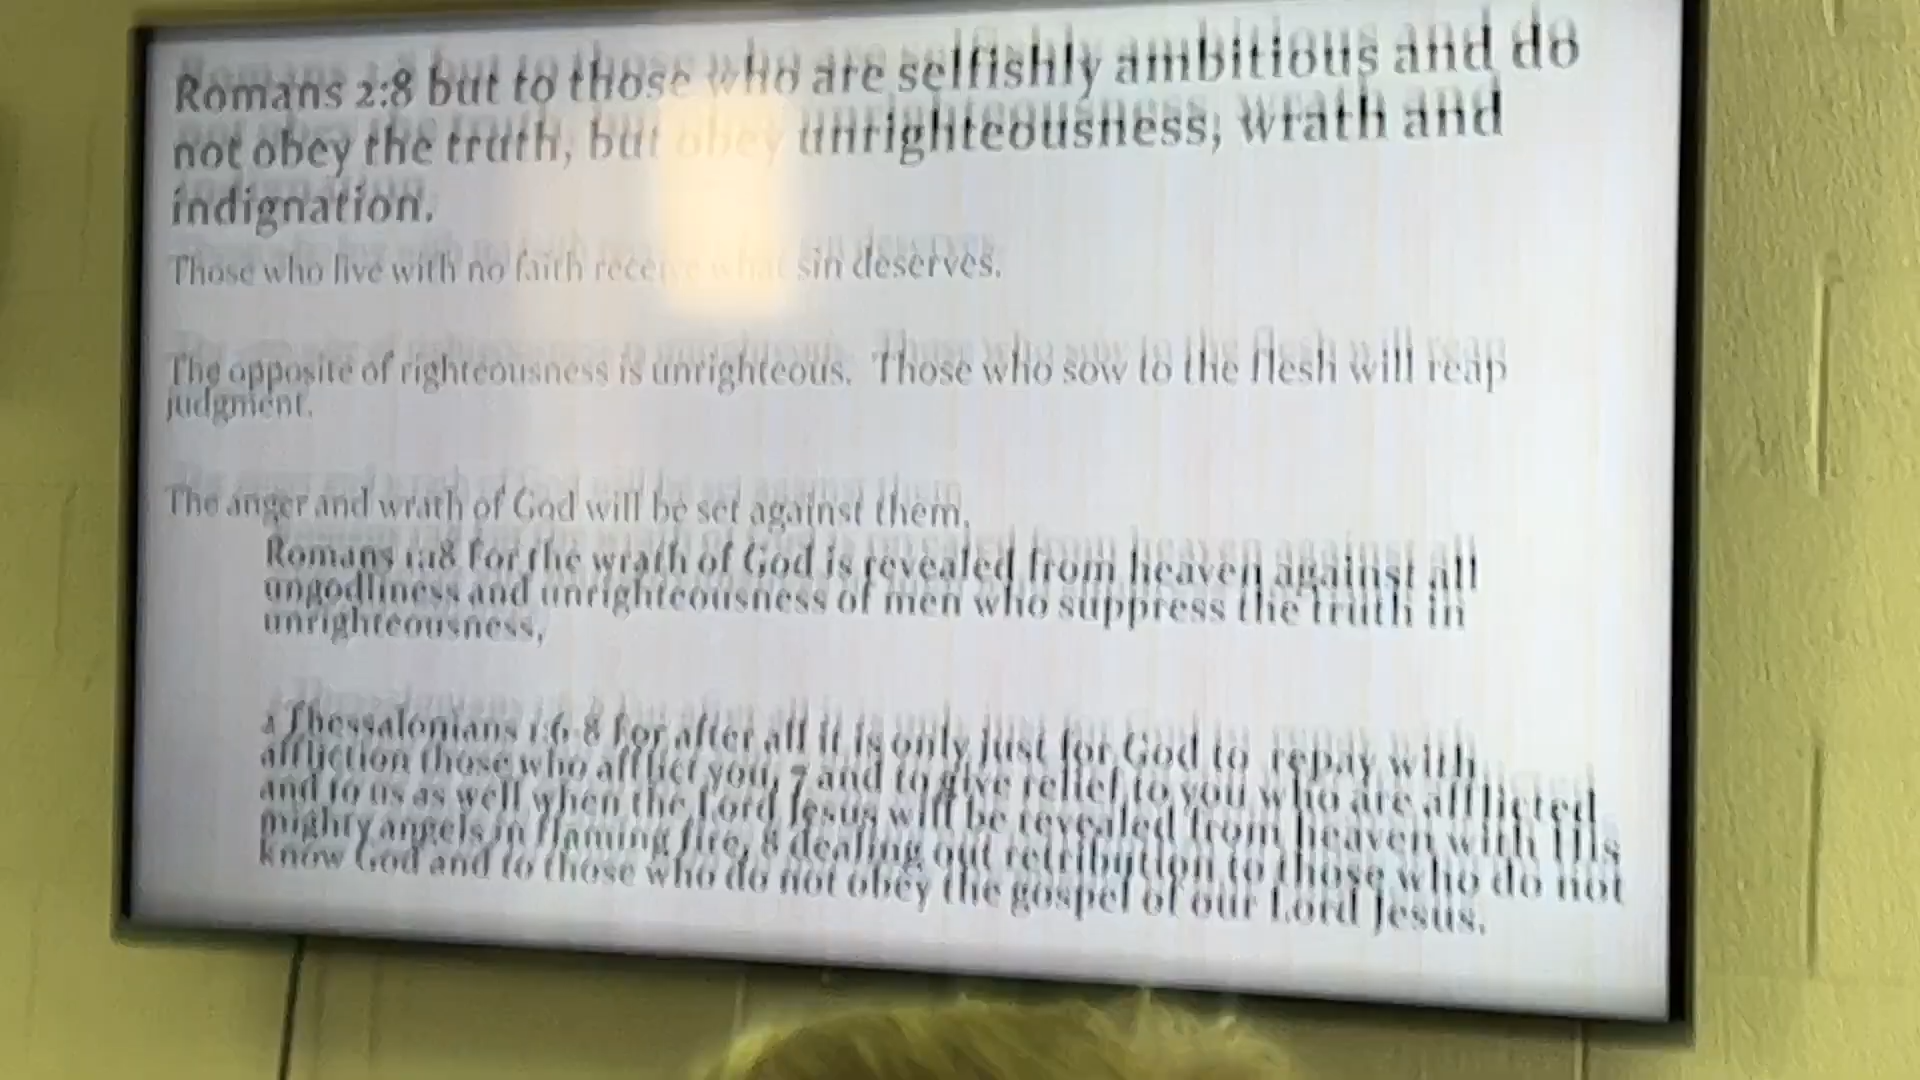 Romans 2:8 but to those who are selfishly ambitious and do
not obey the truth, but obey unrighteousness, wrath and
indignation.
Those who live with no faith receive what sin deserves.
The opposite of righteousness is unrighteous. Those who sow to the flesh will reap
judgment.
The anger and wrath of God will be set against them.
Romans 1:18 For the wrath of God is revealed from heaven against all
ungodliness and unrighteousness of men who suppress the truth in
unrighteousness,
2 Thessalonians 1:6-8 For after all it is only just for God to repay with
affliction those who afflict you, 7 and to give relief to you who are afflicted
and to us as well when the Lord Jesus will be revealed from heaven with His
mighty angels in flaming fire, 8 dealing out retribution to those who do not
know God and to those who do not obey the gospel of our Lord Jesus.